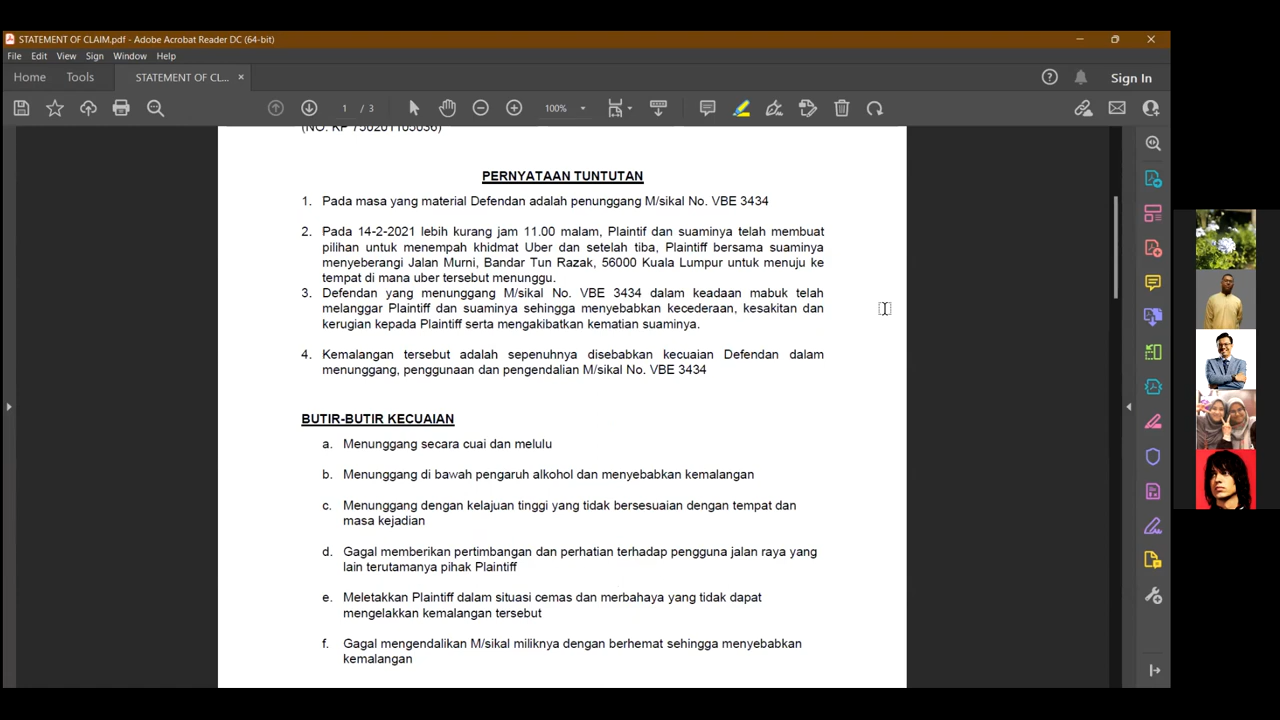 STATEMENT OF CLAIM.pdf - Adobe Acrobat Reader DC (64-bit)
File Edit View Sign Window Help
Home Tools STATEMENT OF CL... × Sign In
1 / 3 100%
(NO. KP 750201105036)
PERNYATAAN TUNTUTAN
1. Pada masa yang material Defendan adalah penunggang M/sikal No. VBE 3434
2. Pada 14-2-2021 lebih kurang jam 11.00 malam, Plaintif dan suaminya telah membuat
pilihan untuk menempah khidmat Uber dan setelah tiba, Plaintiff bersama suaminya
menyeberangi Jalan Murni, Bandar Tun Razak, 56000 Kuala Lumpur untuk menuju ke
tempat di mana uber tersebut menunggu.
3. Defendan yang menunggang M/sikal No. VBE 3434 dalam keadaan mabuk telah
melanggar Plaintiff dan suaminya sehingga menyebabkan kecederaan, kesakitan dan
kerugian kepada Plaintiff serta mengakibatkan kematian suaminya.
4. Kemalangan tersebut adalah sepenuhnya disebabkan kecuaian Defendan dalam
menunggang, penggunaan dan pengendalian M/sikal No. VBE 3434
BUTIR-BUTIR KECUAIAN
a. Menunggang secara cuai dan melulu
b. Menunggang di bawah pengaruh alkohol dan menyebabkan kemalangan
c. Menunggang dengan kelajuan tinggi yang tidak bersesuaian dengan tempat dan
masa kejadian
d. Gagal memberikan pertimbangan dan perhatian terhadap pengguna jalan raya yang
lain terutamanya pihak Plaintiff
e. Meletakkan Plaintiff dalam situasi cemas dan merbahaya yang tidak dapat
mengelakkan kemalangan tersebut
f. Gagal mengendalikan M/sikal miliknya dengan berhemat sehingga menyebabkan
kemalangan